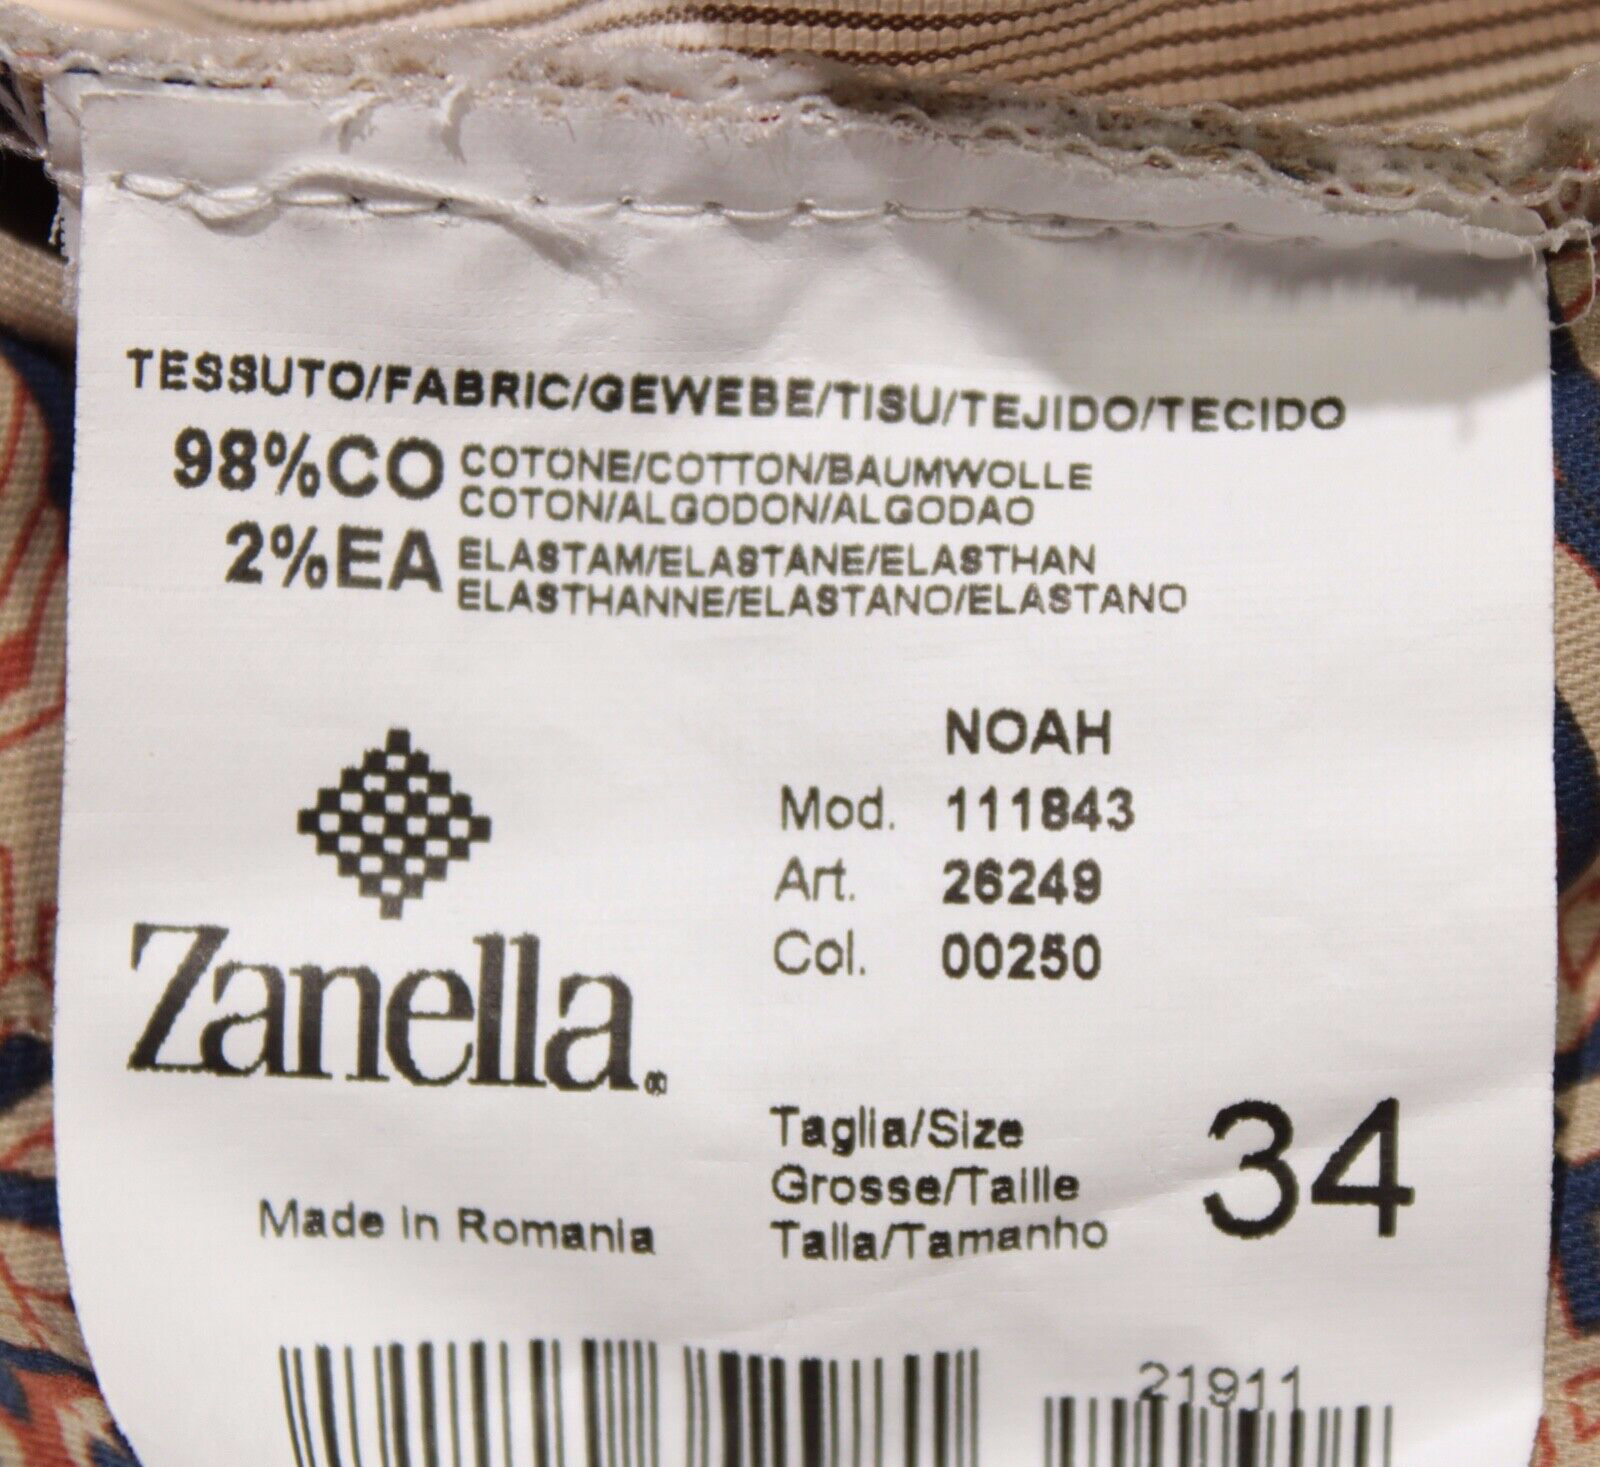 TESSUTO/FABRIC/GEWEBE/TISU/TEJIDO/TECIDO
98%CO COTONE/COTTON/BAUMWOLLE
COTON/ALGODON/ALGODAO
2%EA ELASTAM/ELASTANE/ELASTHAN
ELASTHANNE/ELASTANO/ELASTANO
NOAH
Mod. 111843
Art. 26249
Col. 00250
Zanella®
Taglia/Size
Grosse/Taille
Talla/Tamanho
34
Made in Romania
21911